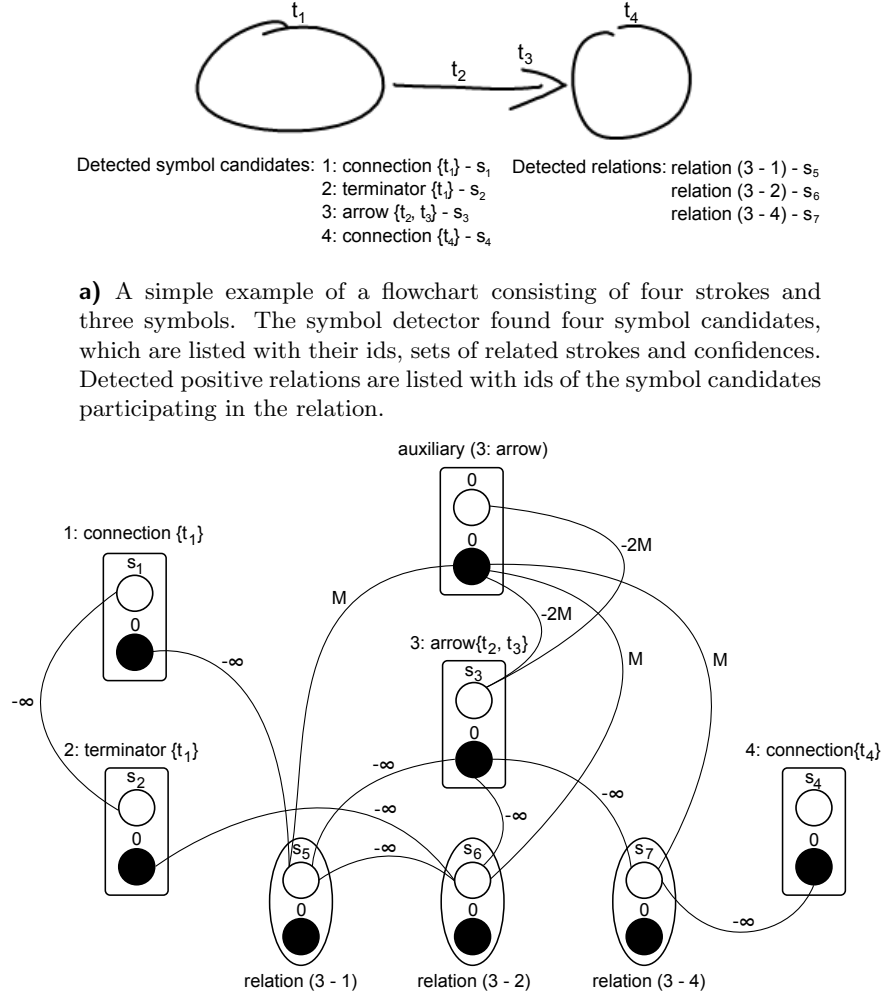 t₁
t₄
t₃
t₂
Detected symbol candidates: 1: connection {t₁} - s₁
2: terminator {t₁} - s₂
3: arrow {t₂, t₃} - s₃
4: connection {t₄} - s₄
Detected relations: relation (3 - 1) - s₅
relation (3 - 2) - s₆
relation (3 - 4) - s₇
a) A simple example of a flowchart consisting of four strokes and
three symbols. The symbol detector found four symbol candidates,
which are listed with their ids, sets of related strokes and confidences.
Detected positive relations are listed with ids of the symbol candidates
participating in the relation.
auxiliary (3: arrow)
0
0
-2M
1: connection {t₁}
s₁
0
M
-2M
3: arrow{t₂, t₃}
s₃
0
M
M
-∞
-∞
2: terminator {t₁}
s₂
0
4: connection{t₄}
s₄
0
-∞
-∞
-∞
-∞
-∞
s₅
0
s₆
0
s₇
0
-∞
relation (3 - 1)
relation (3 - 2)
relation (3 - 4)